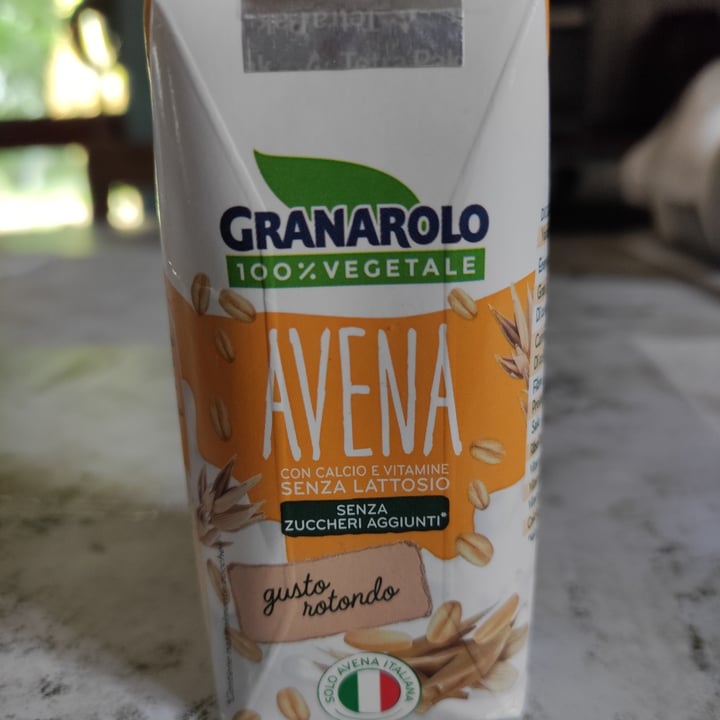 GRANAROLO
100% VEGETALE
AVENA
CON CALCIO E VITAMINE
SENZA LATTOSIO
SENZA
ZUCCHERI AGGIUNTI*
gusto
rotondo
SOLO AVENA ITALIANA